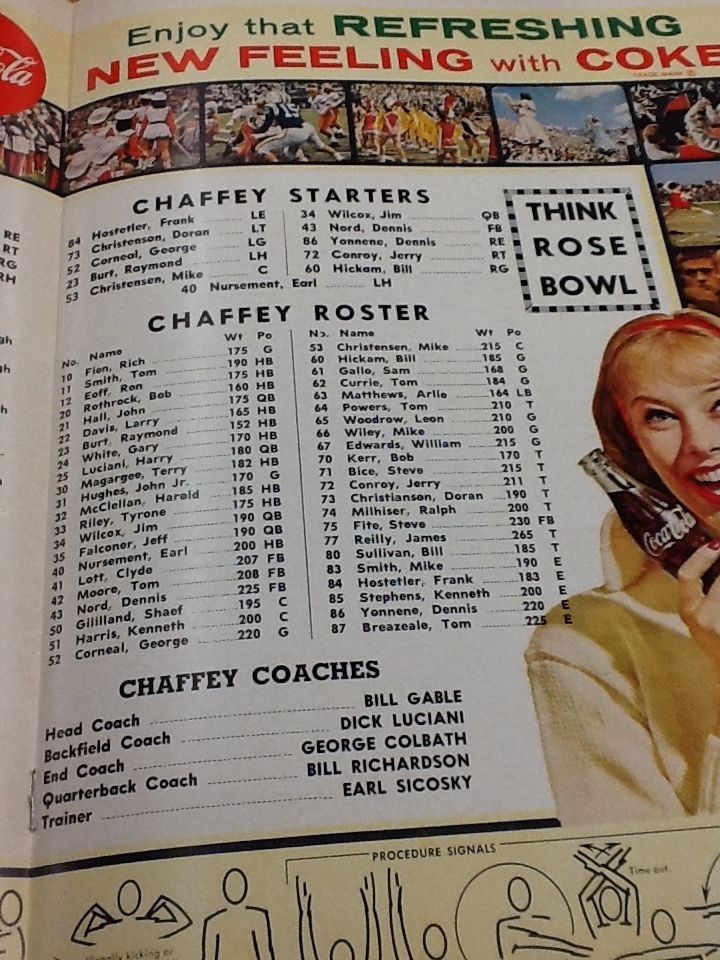 Cola
Enjoy that REFRESHING
NEW FEELING with COKE
TRADE MARK ®
RE
RT
RG
RH
CHAFFEY STARTERS
84 Hostetler, Frank LE
73 Christenson, Doran LT
52 Corneal, George LG
23 Burt, Raymond LH
53 Christensen, Mike C
34 Wilcox, Jim QB
43 Nord, Dennis FB
86 Yonnene, Dennis RE
72 Conroy, Jerry RT
60 Hickam, Bill RG
40 Nursement, Earl LH
THINK
ROSE
BOWL
CHAFFEY ROSTER
No. Name Wt Po
10 Fien, Rich 175 G
11 Smith, Tom 190 HB
12 Eoff, Ron 175 HB
20 Rothrock, Bob 160 HB
21 Hall, John 175 QB
22 Davis, Larry 165 HB
23 Burt, Raymond 152 HB
24 White, Gary 170 HB
25 Luciani, Harry 180 QB
30 Magargee, Terry 182 HB
31 Hughes, John Jr. 170 G
32 McClellan, Harold 185 HB
33 Riley, Tyrone 175 HB
34 Wilcox, Jim 190 QB
35 Falconer, Jeff 190 QB
40 Nursement, Earl 200 HB
41 Lott, Clyde 207 FB
42 Moore, Tom 208 FB
43 Nord, Dennis 225 FB
50 Gililland, Shaef 195 C
51 Harris, Kenneth 200 C
52 Corneal, George 220 G
No. Name Wt Po
53 Christensen, Mike 215 C
60 Hickam, Bill 185 G
61 Gallo, Sam 168 G
62 Currie, Tom 184 G
63 Matthews, Arlie 164 LB
64 Powers, Tom 210 T
65 Woodrow, Leon 210 G
66 Wiley, Mike 200 G
67 Edwards, William 215 G
70 Kerr, Bob 170 T
71 Bice, Steve 215 T
72 Conroy, Jerry 211 T
73 Christianson, Doran 190 T
74 Milhiser, Ralph 200 T
75 Fite, Steve 230 FB
77 Reilly, James 265 T
80 Sullivan, Bill 185 T
83 Smith, Mike 190 E
84 Hostetler, Frank 183 E
85 Stephens, Kenneth 200 E
86 Yonnene, Dennis 220 E
87 Breazeale, Tom 225 E
Coca-Cola
CHAFFEY COACHES
Head Coach BILL GABLE
Backfield Coach DICK LUCIANI
End Coach GEORGE COLBATH
Quarterback Coach BILL RICHARDSON
Trainer EARL SICOSKY
PROCEDURE SIGNALS
Time out.
kicking or